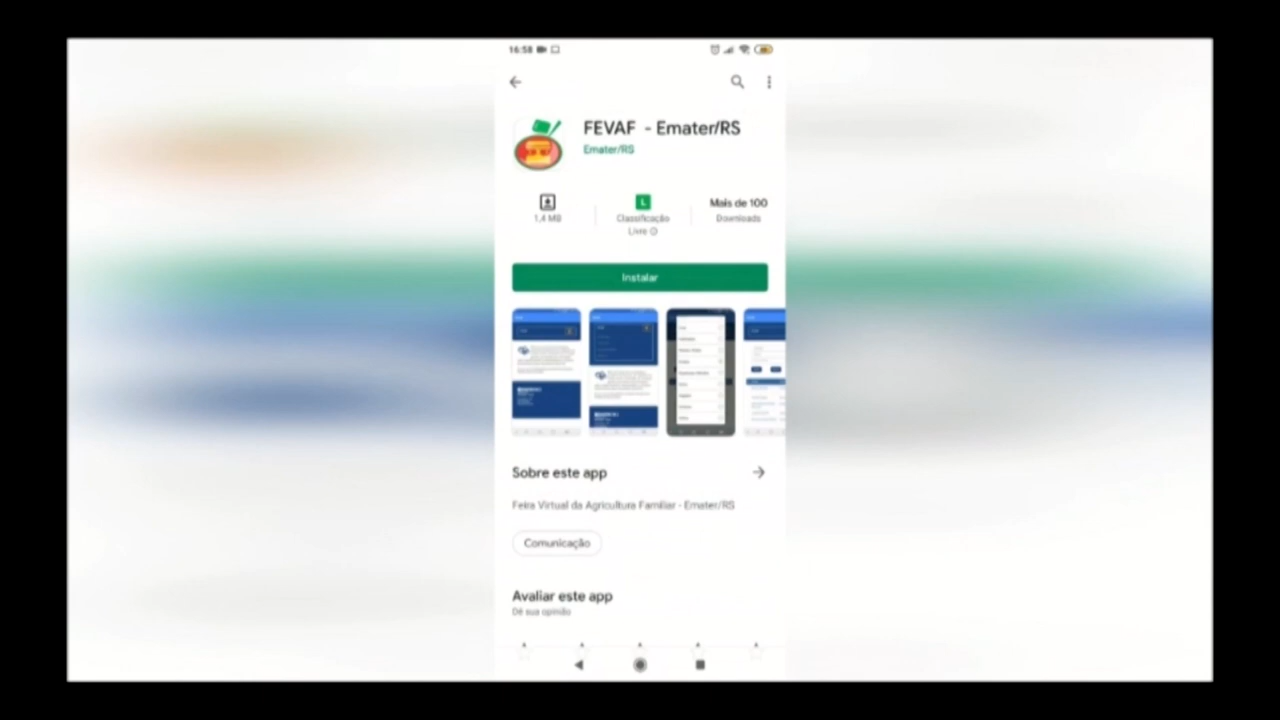 16:58
FEVAF - Emater/RS
Emater/RS
L
Mais de 100
1,4 MB
Classificação
Downloads
Livre
Instalar
Sobre este app
Feira Virtual da Agricultura Familiar - Emater/RS
Comunicação
Avaliar este app
Dê sua opinião